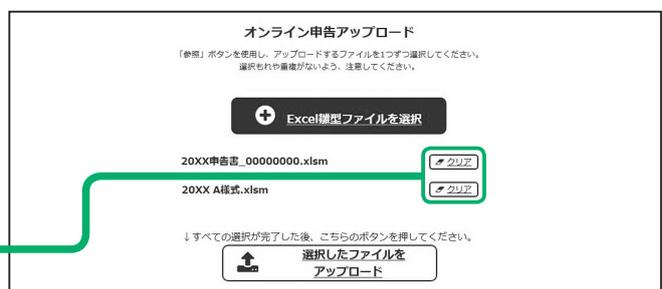 オンライン申告アップロード
「参照」ボタンを使用し、アップロードするファイルを1つずつ選択してください。
選択もれや重複がないよう、注意してください。
Excel雛型ファイルを選択
20XX申告書_00000000.xlsm
クリア
20XX A様式.xlsm
クリア
↓すべての選択が完了した後、こちらのボタンを押してください。
選択したファイルを
アップロード